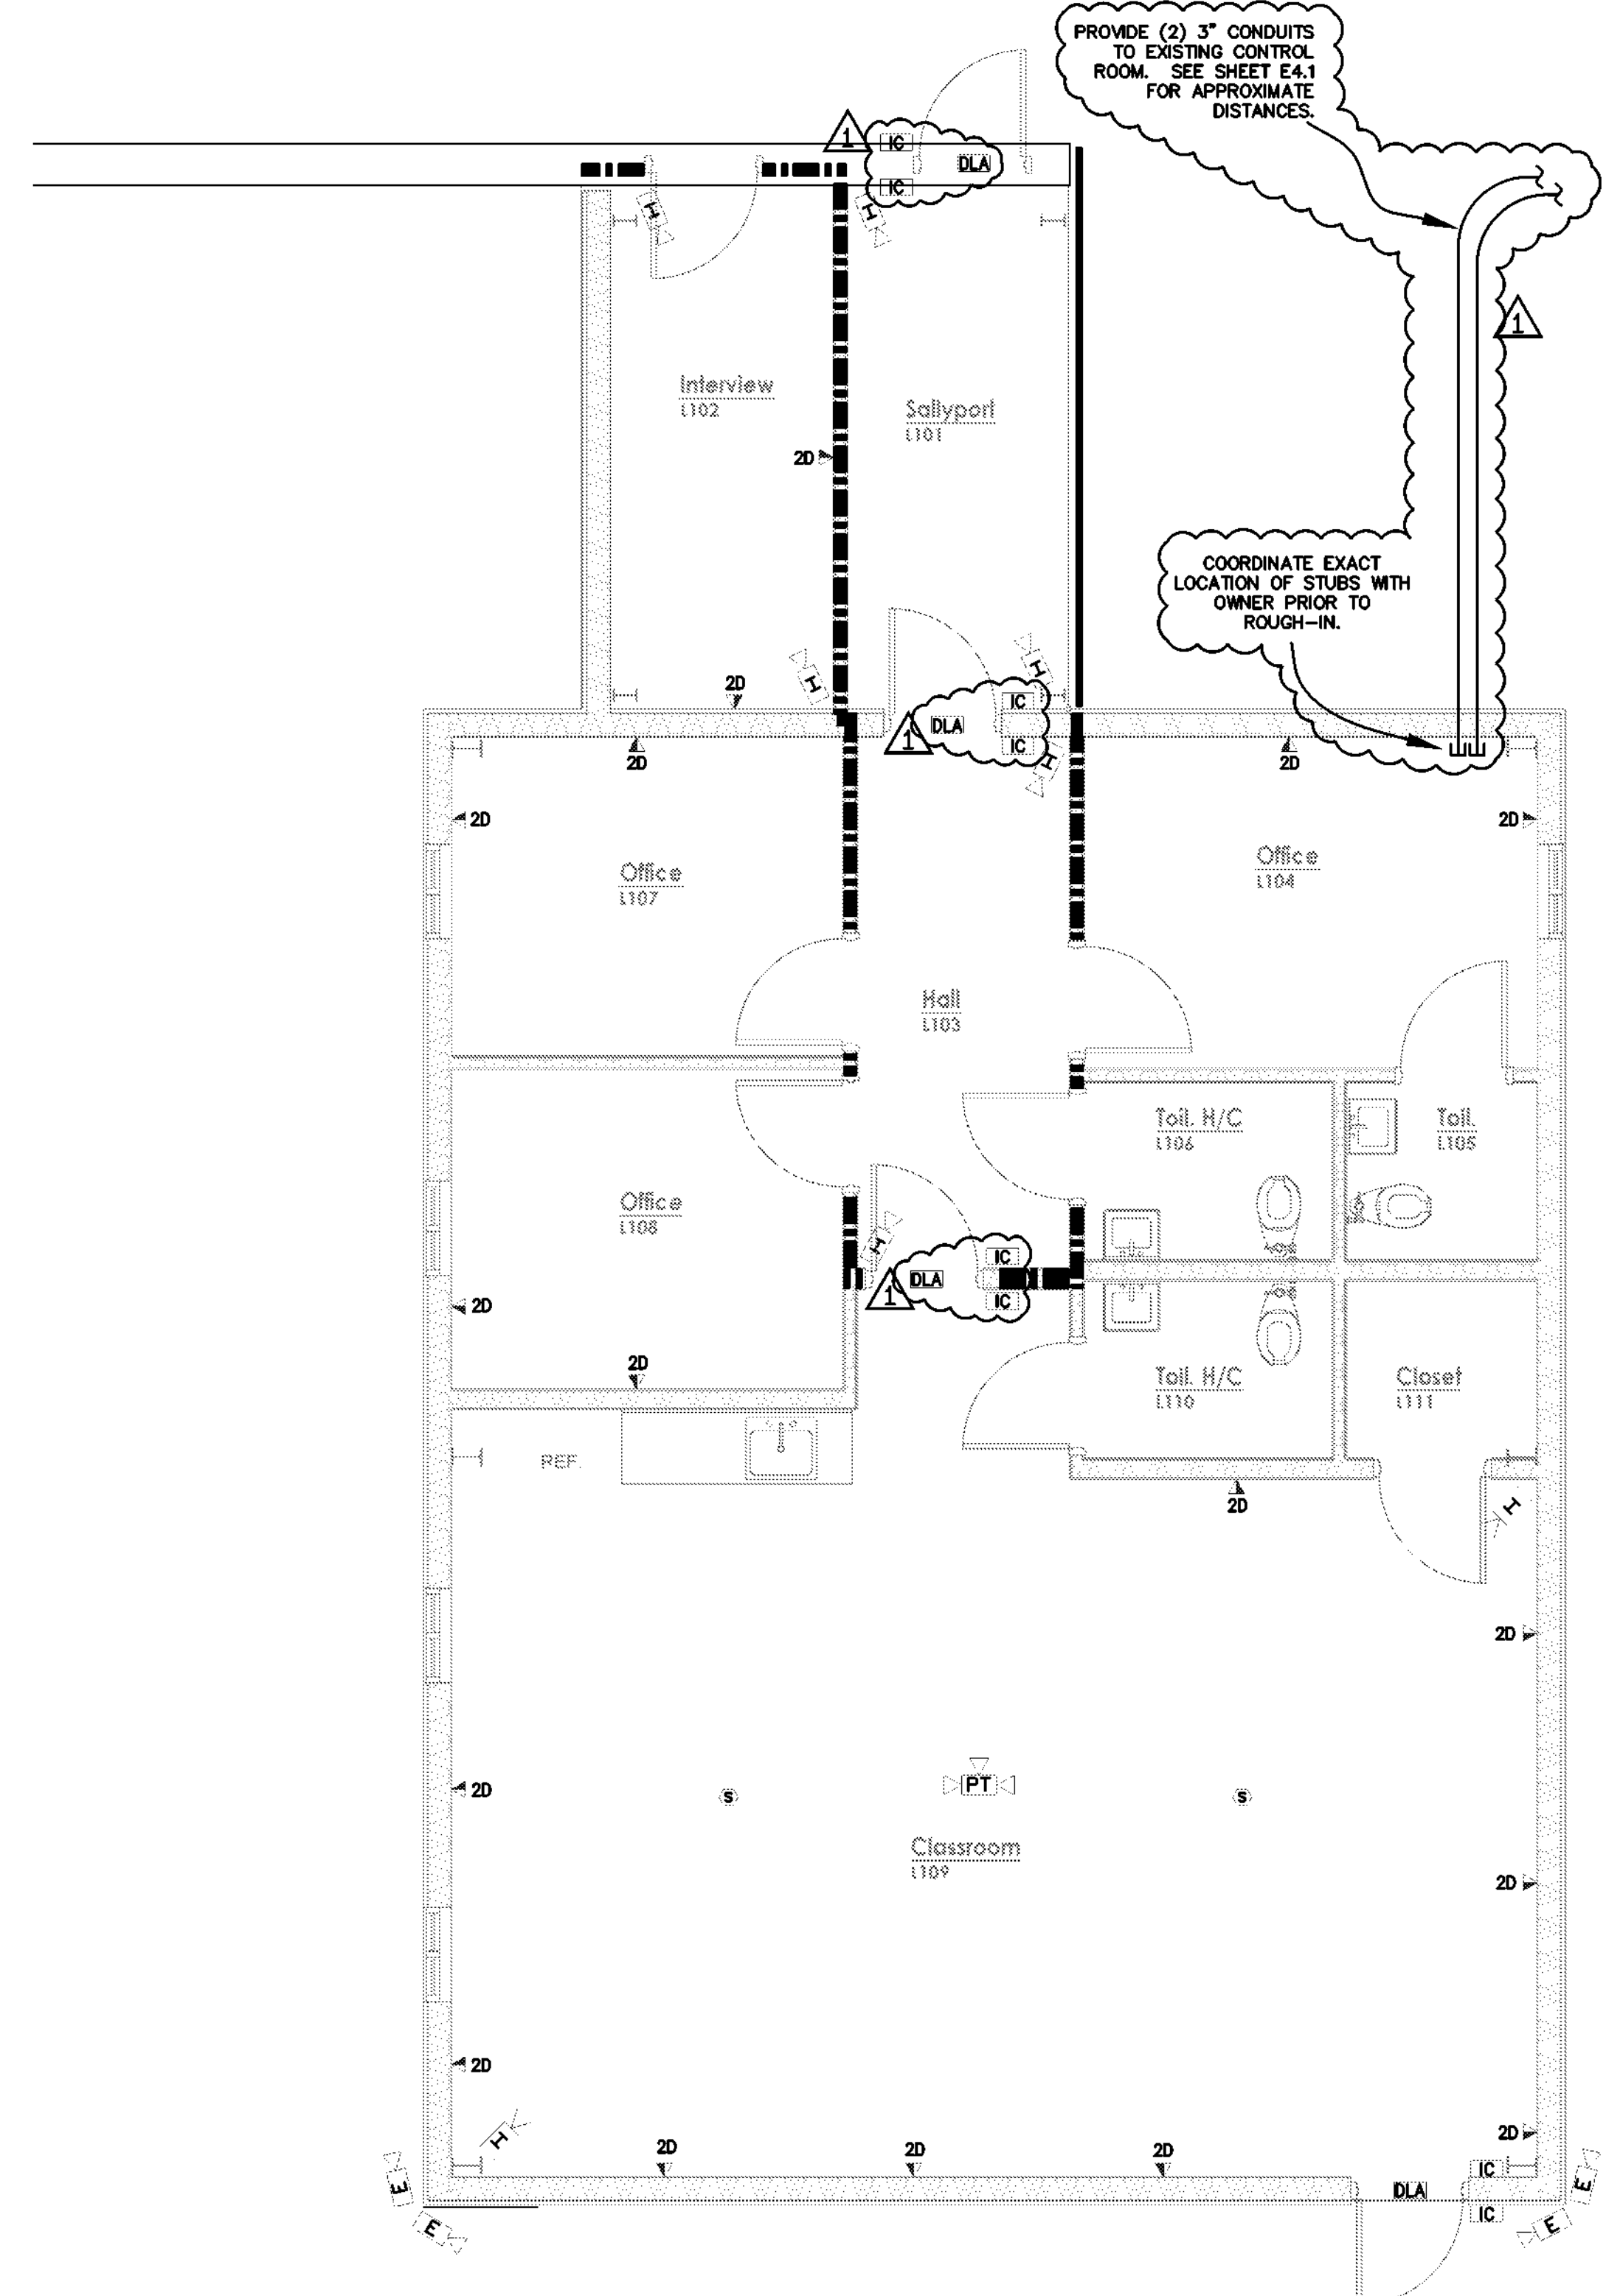 PROVIDE (2) 3" CONDUITS
TO EXISTING CONTROL
ROOM. SEE SHEET E4.1
FOR APPROXIMATE
DISTANCES.
1
IC
DLA
IC
H
H
1
Interview
L102
Sallyport
L101
2D
COORDINATE EXACT
LOCATION OF STUBS WITH
OWNER PRIOR TO
ROUGH-IN.
H
H
2D
IC
DLA
1
IC
H
2D
2D
2D
2D
Office
L107
Office
L104
Hall
L103
Toil. H/C
L106
Toil.
L105
Office
L108
H
IC
DLA
1
IC
2D
2D
Toil. H/C
L110
Closet
L111
REF.
2D
H
2D
PT
2D
S
S
Classroom
L109
2D
2D
H
2D
2D
2D
2D
IC
E
E
DLA
IC
E
E